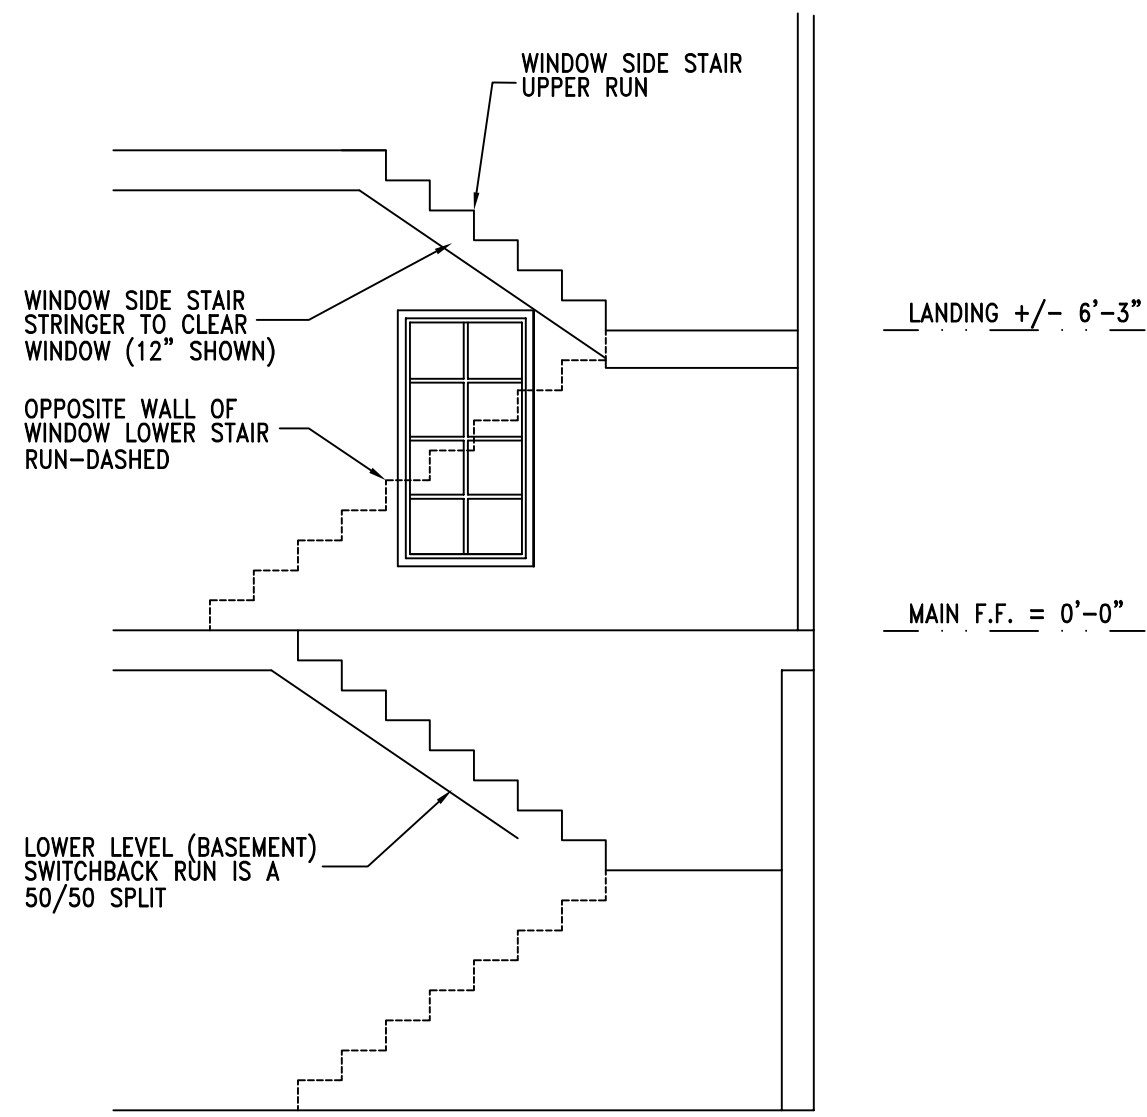 WINDOW SIDE STAIR
UPPER RUN
WINDOW SIDE STAIR
STRINGER TO CLEAR
WINDOW (12” SHOWN)
LANDING +/- 6’-3”
OPPOSITE WALL OF
WINDOW LOWER STAIR
RUN-DASHED
MAIN F.F. = 0’-0”
LOWER LEVEL (BASEMENT)
SWITCHBACK RUN IS A
50/50 SPLIT